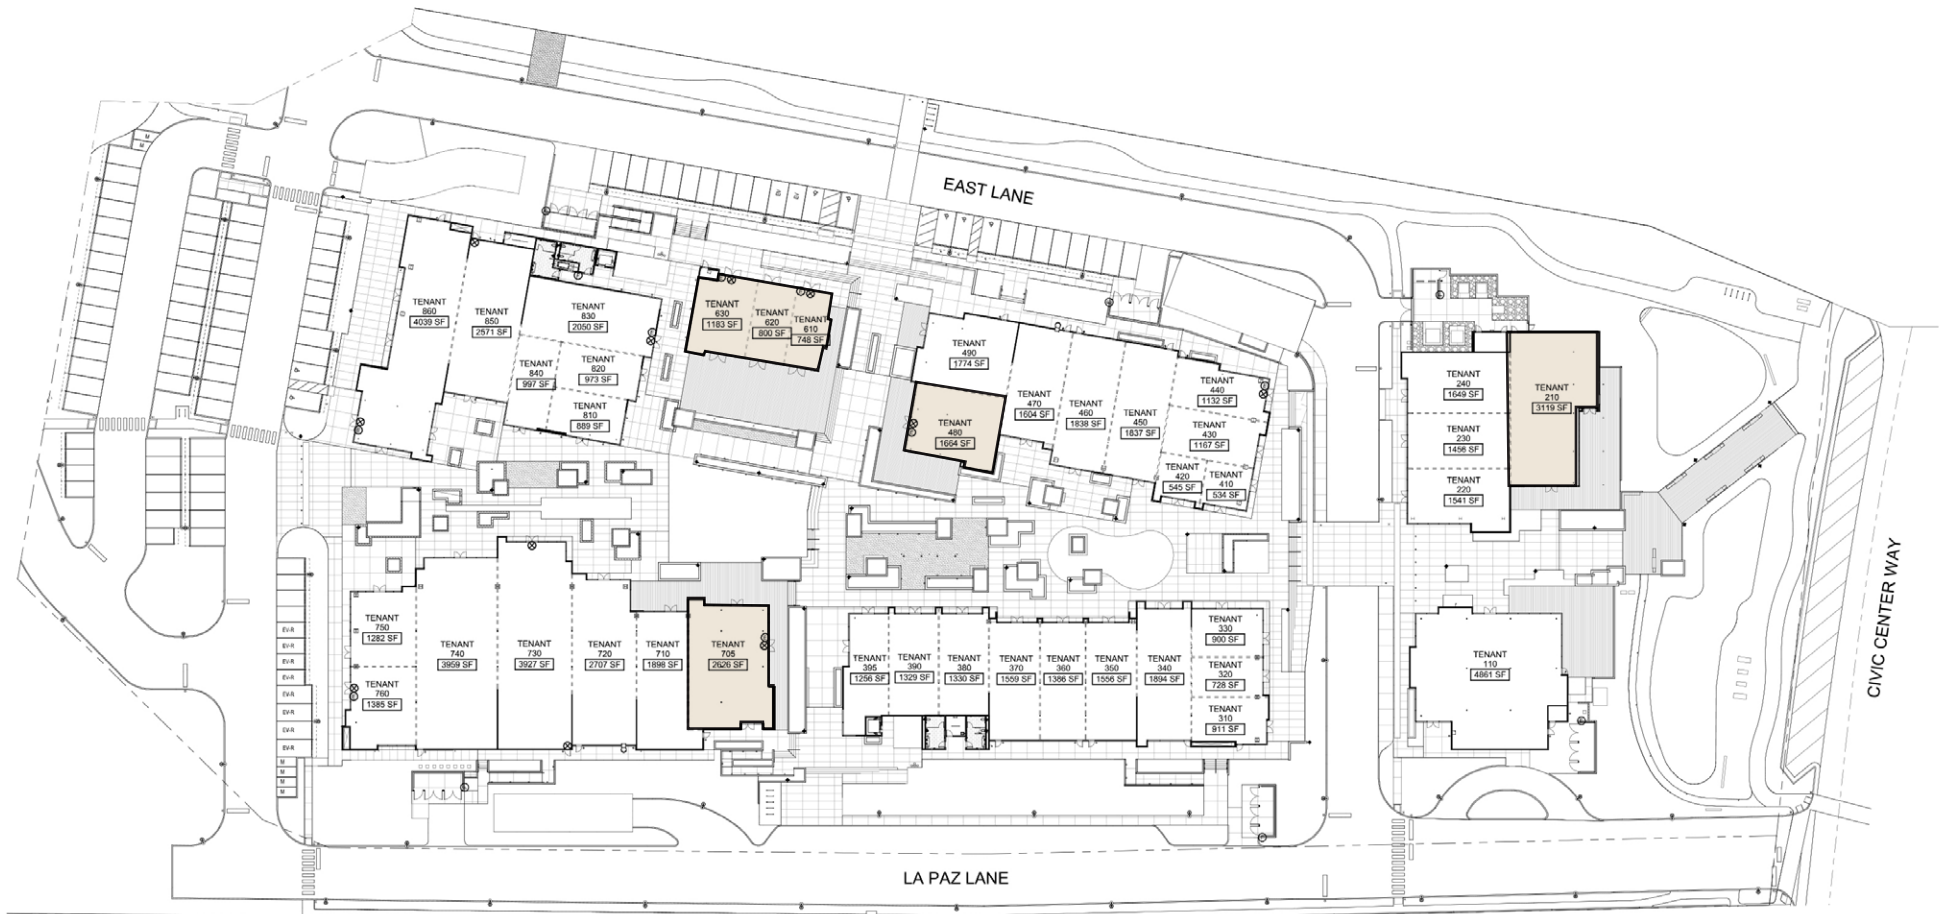 EAST LANE
TENANT
860
4039 SF
TENANT
850
2571 SF
TENANT
830
2050 SF
TENANT
840
997 SF
TENANT
820
973 SF
TENANT
810
889 SF
TENANT
630
1183 SF
TENANT
620
800 SF
TENANT
610
748 SF
TENANT
490
1774 SF
TENANT
480
1664 SF
TENANT
470
1604 SF
TENANT
460
1838 SF
TENANT
450
1837 SF
TENANT
440
1132 SF
TENANT
430
1167 SF
TENANT
420
545 SF
TENANT
410
534 SF
TENANT
240
1649 SF
TENANT
230
1456 SF
TENANT
220
1541 SF
TENANT
210
3119 SF
TENANT
750
1282 SF
TENANT
760
1385 SF
TENANT
740
3959 SF
TENANT
730
3927 SF
TENANT
720
2707 SF
TENANT
710
1898 SF
TENANT
705
2626 SF
TENANT
395
1256 SF
TENANT
390
1329 SF
TENANT
380
1330 SF
TENANT
370
1559 SF
TENANT
360
1386 SF
TENANT
350
1556 SF
TENANT
340
1894 SF
TENANT
330
900 SF
TENANT
320
728 SF
TENANT
310
911 SF
TENANT
110
4861 SF
M
M
EV-R
EV-R
EV-R
EV-R
EV-R
EV-R
EV-R
EV-R
M
M
M
M
CIVIC CENTER WAY
LA PAZ LANE